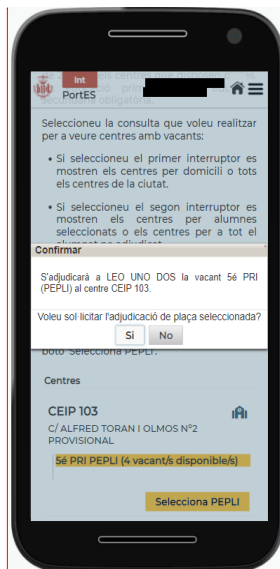 Int
PortES
secundària obligatòria.
Seleccioneu la consulta que voleu realitzar
per a veure centres amb vacants:
• Si seleccioneu el primer interruptor es
mostren els centres per domicili o tots
els centres de la ciutat.
• Si seleccioneu el segon interruptor es
mostren els centres per alumnes
seleccionats o els centres per a tot el
Confirmar
S'adjudicarà a LEO UNO DOS la vacant 5é PRI
(PEPLI) al centre CEIP 103.
Voleu sol·licitar l'adjudicació de plaça seleccionada?
Si No
botó 'Selecciona PEPLI'.
Centres
CEIP 103
C/ ALFRED TORAN I OLMOS Nº2
PROVISIONAL
5é PRI PEPLI (4 vacant/s disponible/s)
Selecciona PEPLI